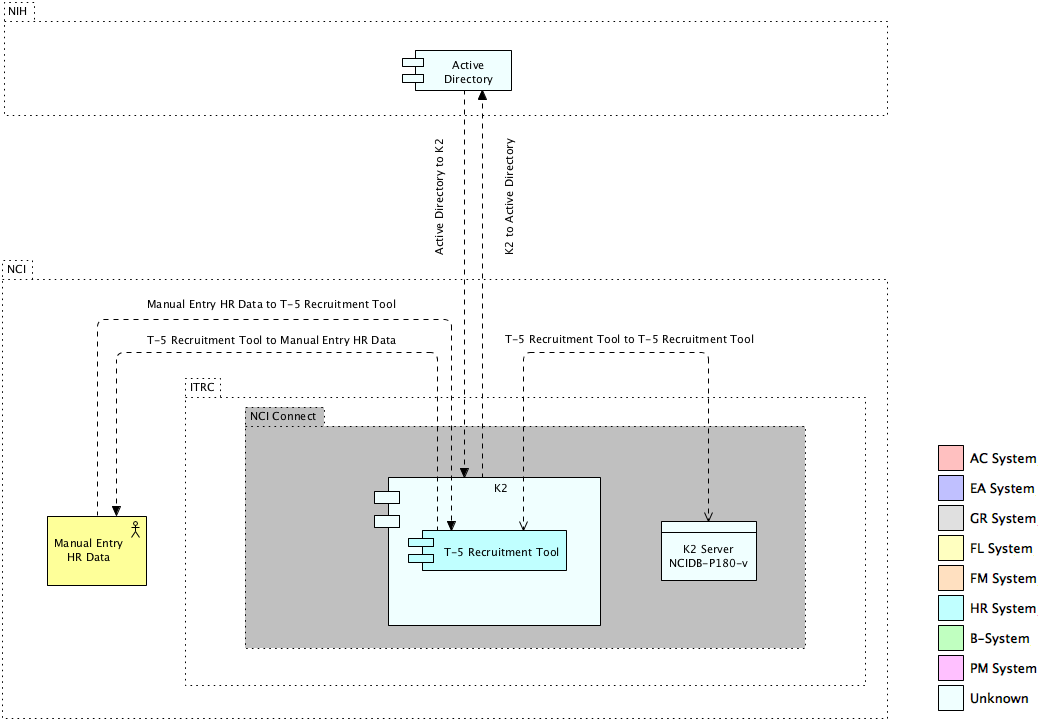 NIH
Active
Directory
Active Directory to K2
K2 to Active Directory
NCI
Manual Entry HR Data to T-5 Recruitment Tool
T-5 Recruitment Tool to Manual Entry HR Data
T-5 Recruitment Tool to T-5 Recruitment Tool
ITRC
NCI Connect
K2
T-5 Recruitment Tool
Manual Entry
HR Data
K2 Server
NCIDB-P180-v
AC System
EA System
GR System
FL System
FM System
HR System
B-System
PM System
Unknown